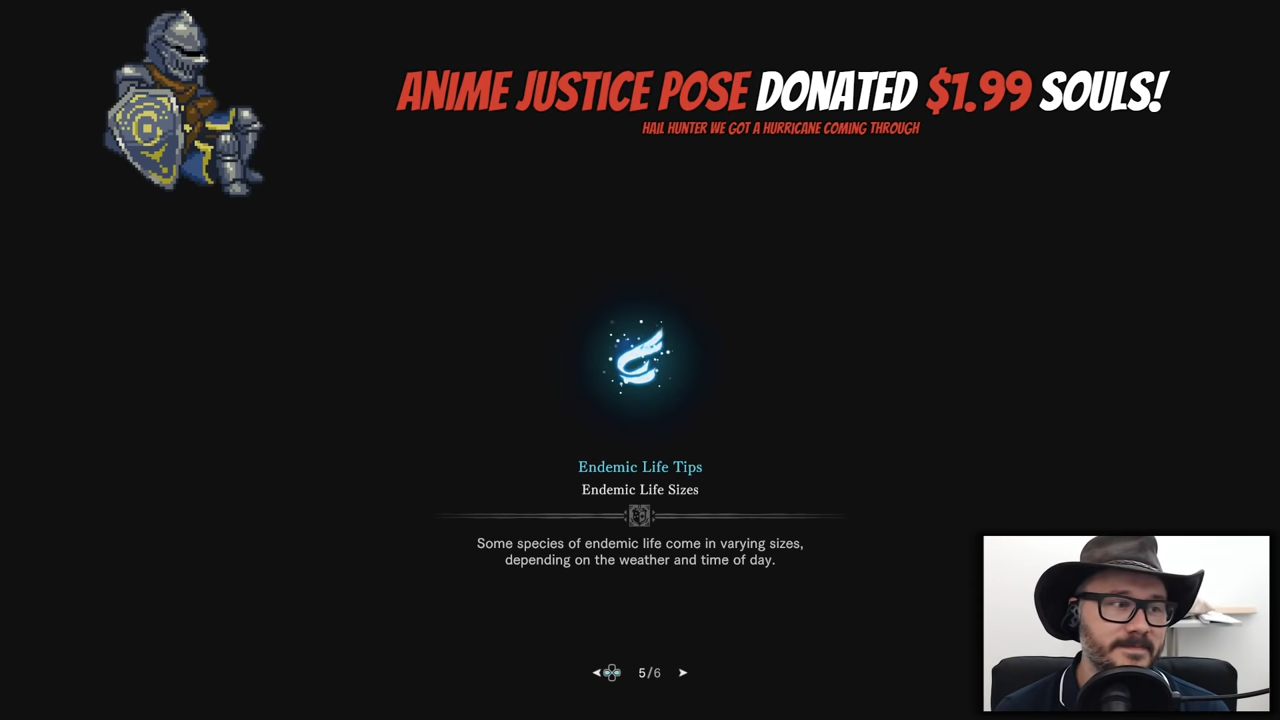 ANIME JUSTICE POSE DONATED $1.99 SOULS!
HAIL HUNTER WE GOT A HURRICANE COMING THROUGH
Endemic Life Tips
Endemic Life Sizes
Some species of endemic life come in varying sizes,
depending on the weather and time of day.
5/6